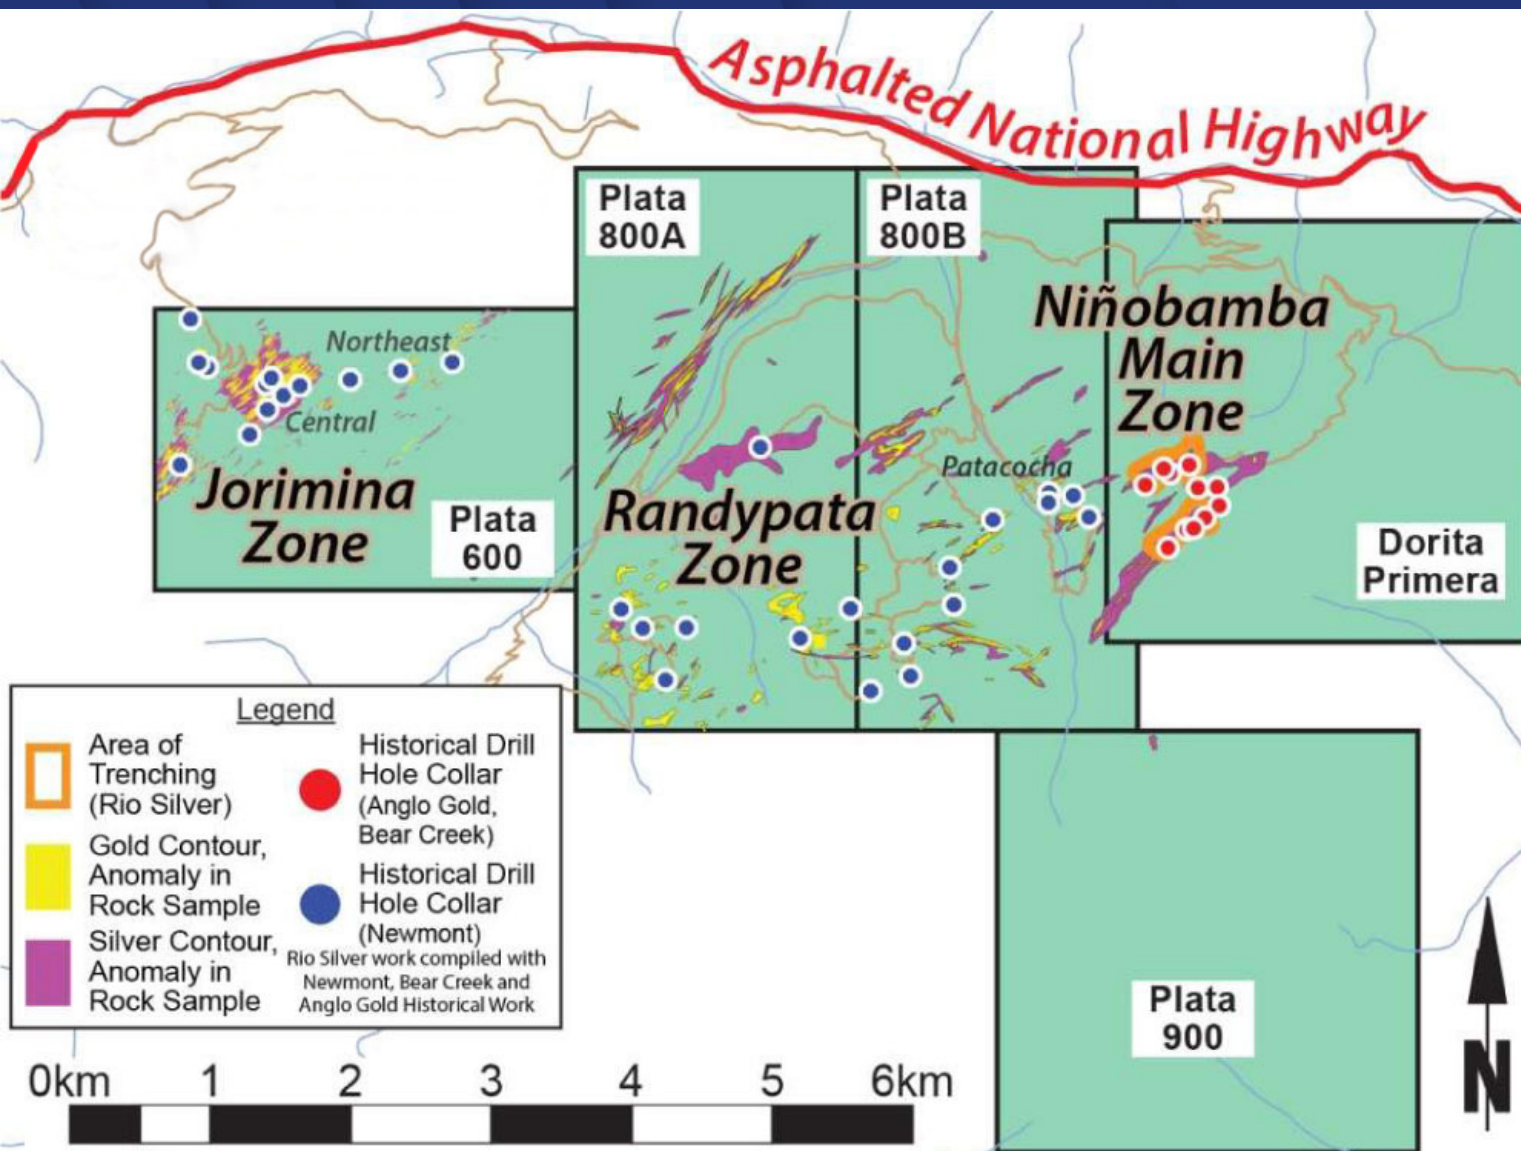 Asphalted National Highway
Plata
800A
Plata
800B
Niñobamba
Main
Zone
Northeast
Central
Jorimina
Zone
Plata
600
Randypata
Zone
Patacocha
Dorita
Primera
Legend
Area of
Trenching
(Rio Silver)
Gold Contour,
Anomaly in
Rock Sample
Silver Contour,
Anomaly in
Rock Sample
Historical Drill
Hole Collar
(Anglo Gold,
Bear Creek)
Historical Drill
Hole Collar
(Newmont)
Rio Silver work compiled with
Newmont, Bear Creek and
Anglo Gold Historical Work
Plata
900
N
0km 1 2 3 4 5 6km